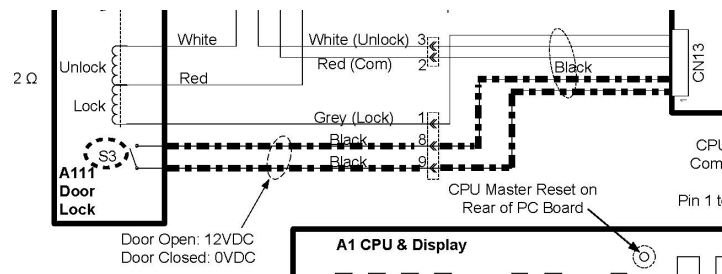 White
White (Unlock) 3
Red (Com) 2
2 Ω
Unlock
Red
Black
CN13
Lock
1
Grey (Lock) 1
Black 8
S3
Black 9
A111
Door
Lock
CPU
Com
CPU Master Reset on
Rear of PC Board
Pin 1 to
Door Open: 12VDC
Door Closed: 0VDC
A1 CPU & Display